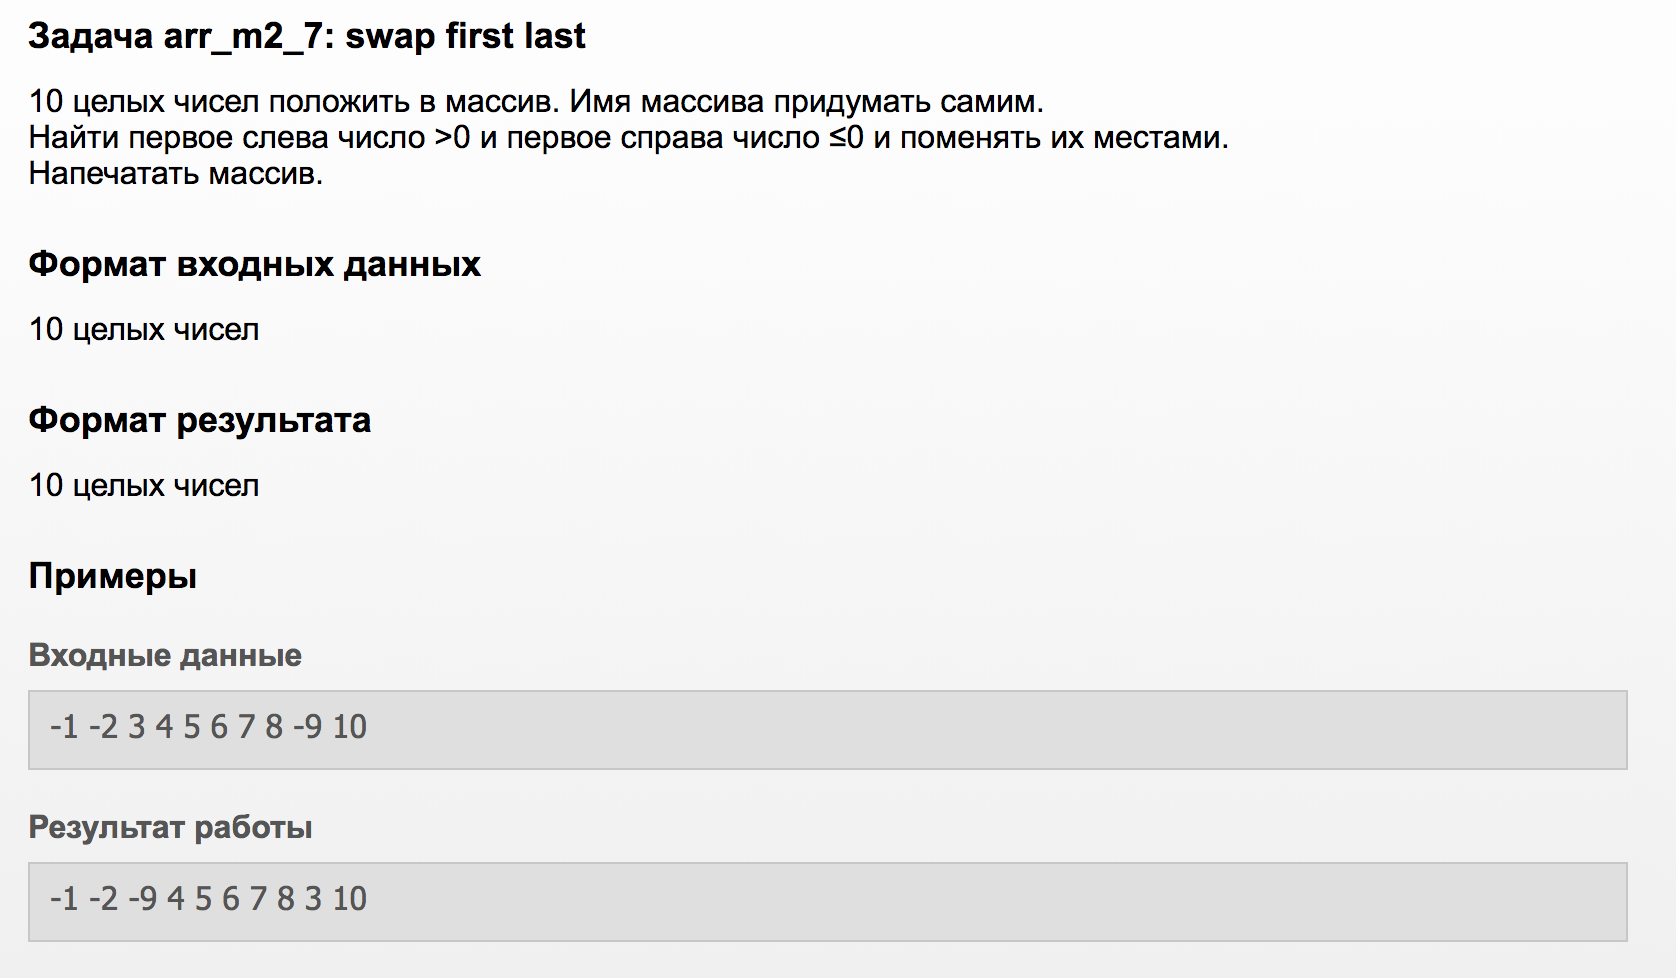 Задача arr_m2_7: swap first last
10 целых чисел положить в массив. Имя массива придумать самим.
Найти первое слева число >0 и первое справа число ≤0 и поменять их местами.
Напечатать массив.
Формат входных данных
10 целых чисел
Формат результата
10 целых чисел
Примеры
Входные данные
-1 -2 3 4 5 6 7 8 -9 10
Результат работы
-1 -2 -9 4 5 6 7 8 3 10